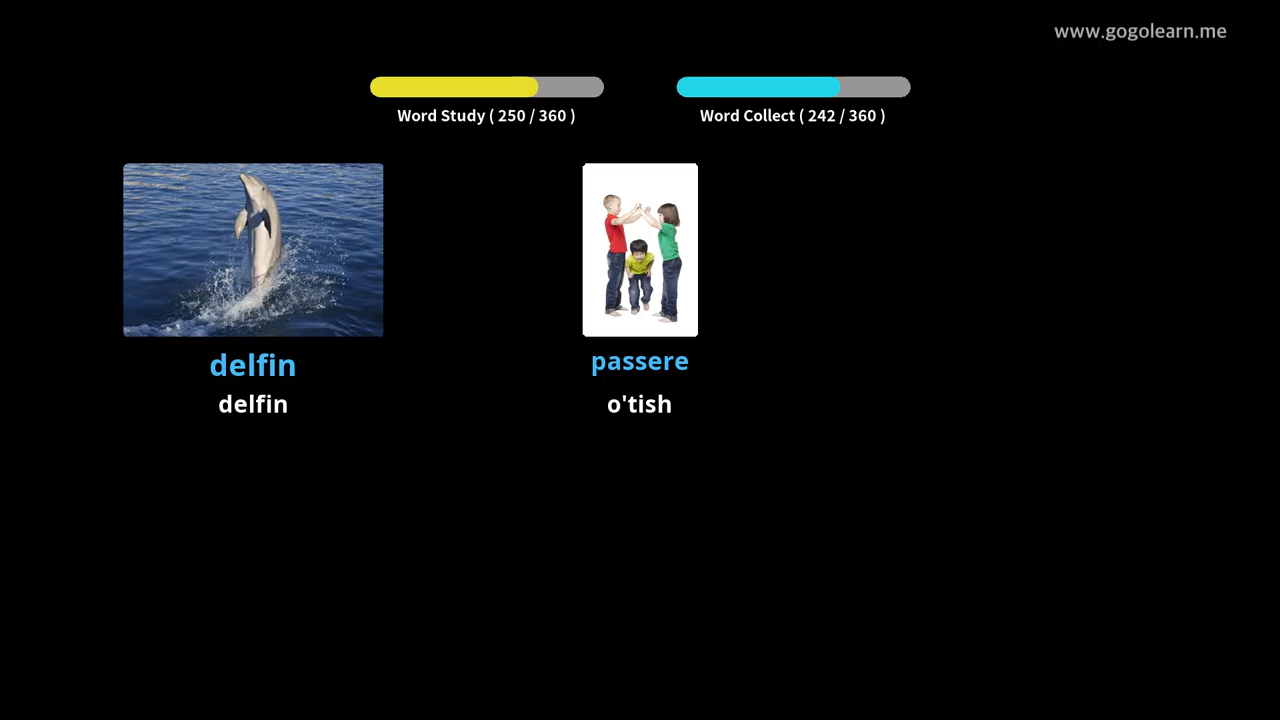 www.gogolearn.me
Word Study ( 250 / 360 )
Word Collect ( 242 / 360 )
delfin
delfin
passere
o'tish